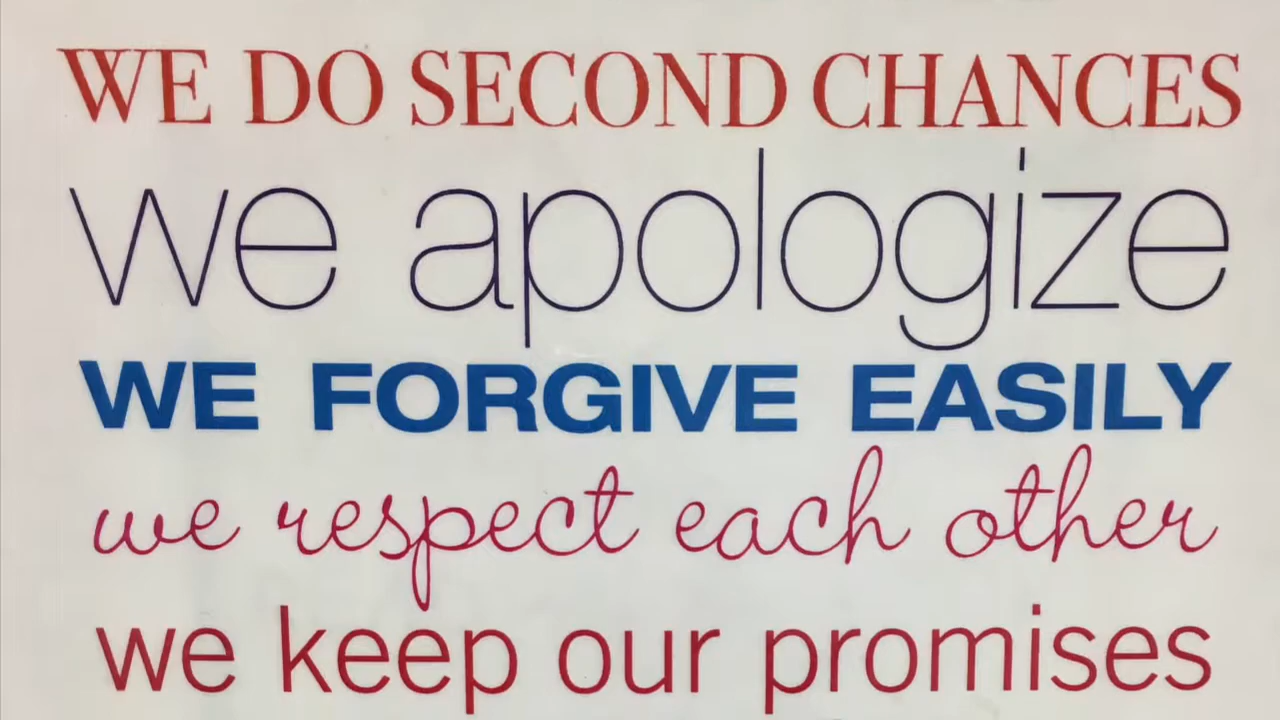 WE DO SECOND CHANCES
we apologize
WE FORGIVE EASILY
we respect each other
we keep our promises